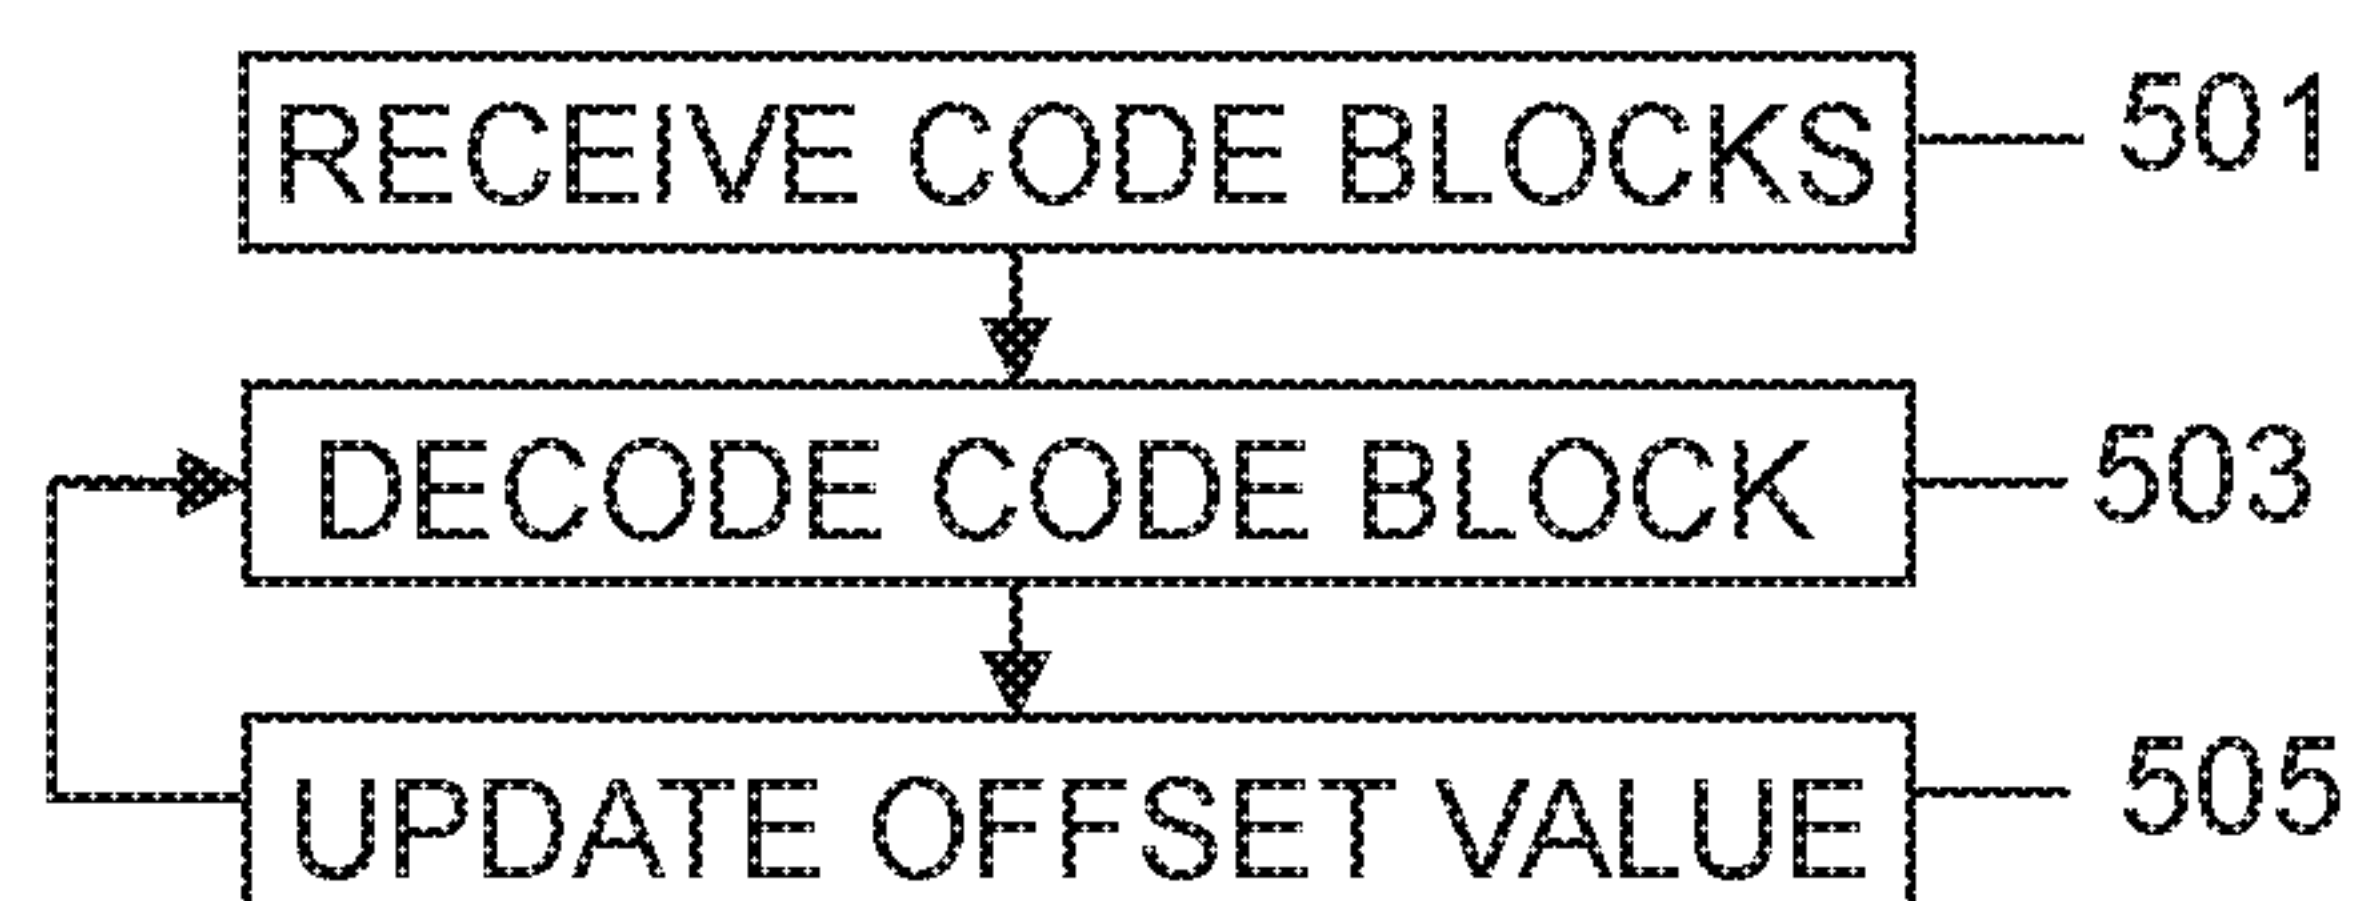 RECEIVE CODE BLOCKS 501
DECODE CODE BLOCK 503
UPDATE OFFSET VALUE 505